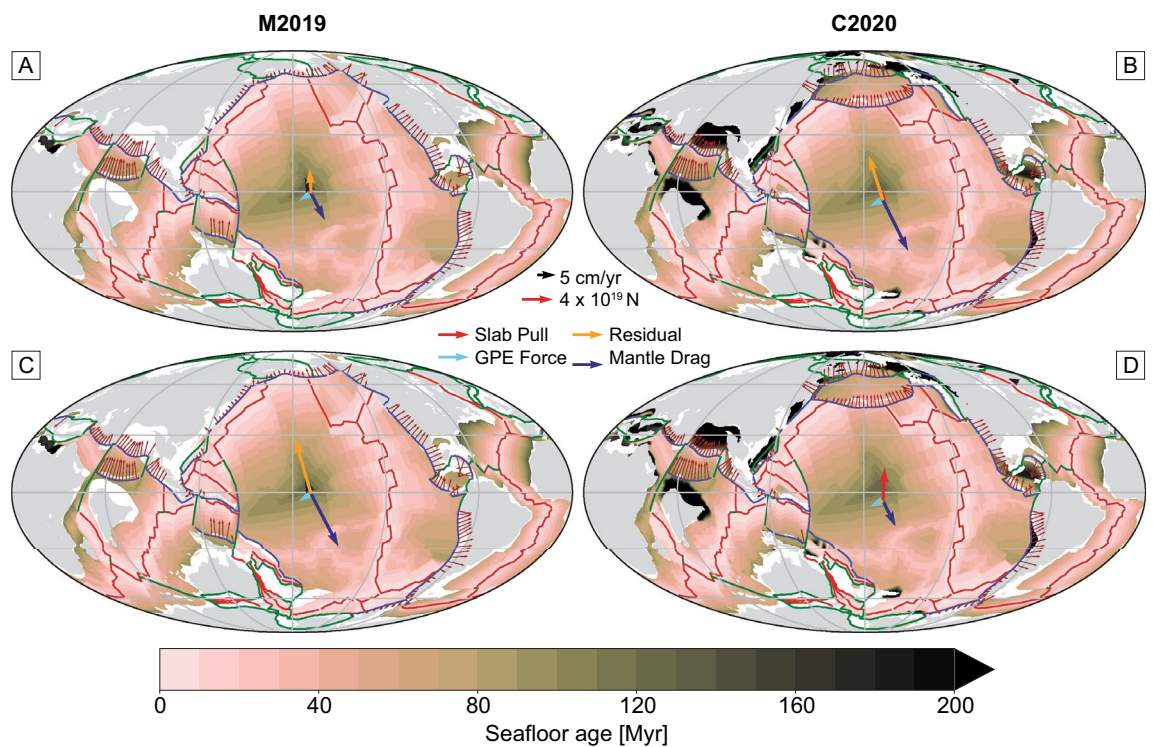 M2019
C2020
A
B
5 cm/yr
4 x 10¹⁹ N
Slab Pull
Residual
GPE Force
Mantle Drag
C
D
0
40
80
120
160
200
Seafloor age [Myr]